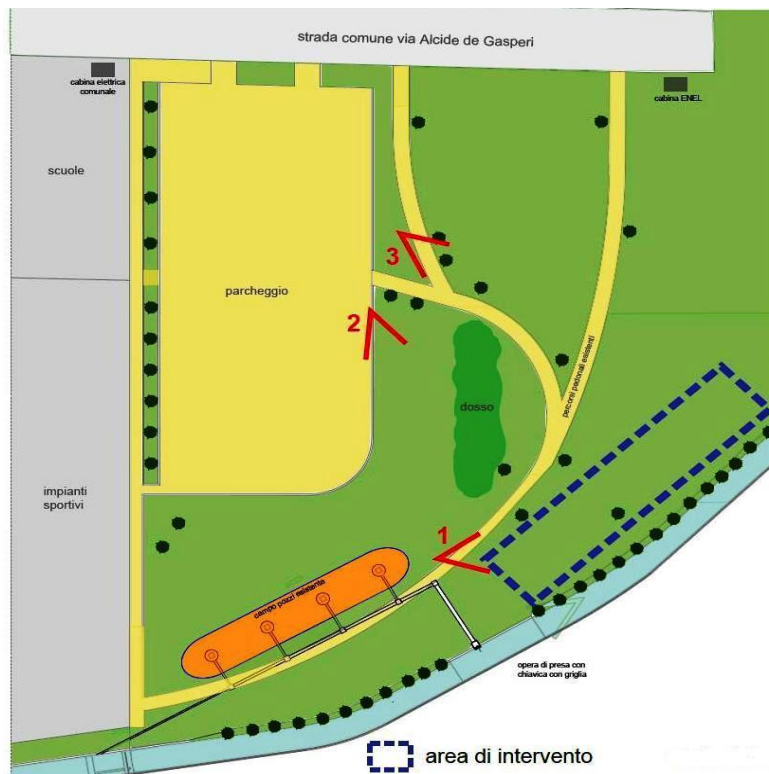 strada comune via Alcide de Gasperi
cabina elettrica
comunale
cabina ENEL
scuole
3
parcheggio
2
percorsi pedonali esistenti
dosso
impianti
sportivi
1
campo pozzi esistente
opera di presa con
chiavica con griglia
area di intervento